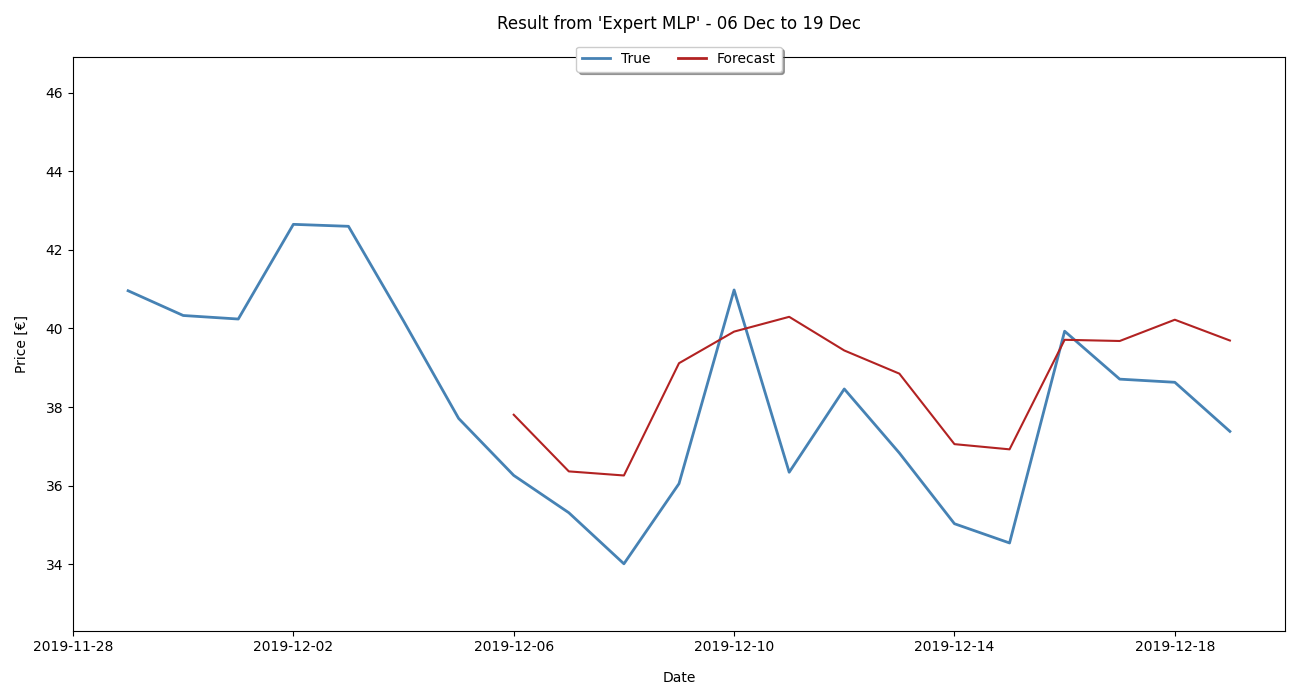 Result from 'Expert MLP' - 06 Dec to 19 Dec
True Forecast
46
44
42
40
38
36
34
Price [€]
2019-11-28 2019-12-02 2019-12-06 2019-12-10 2019-12-14 2019-12-18
Date